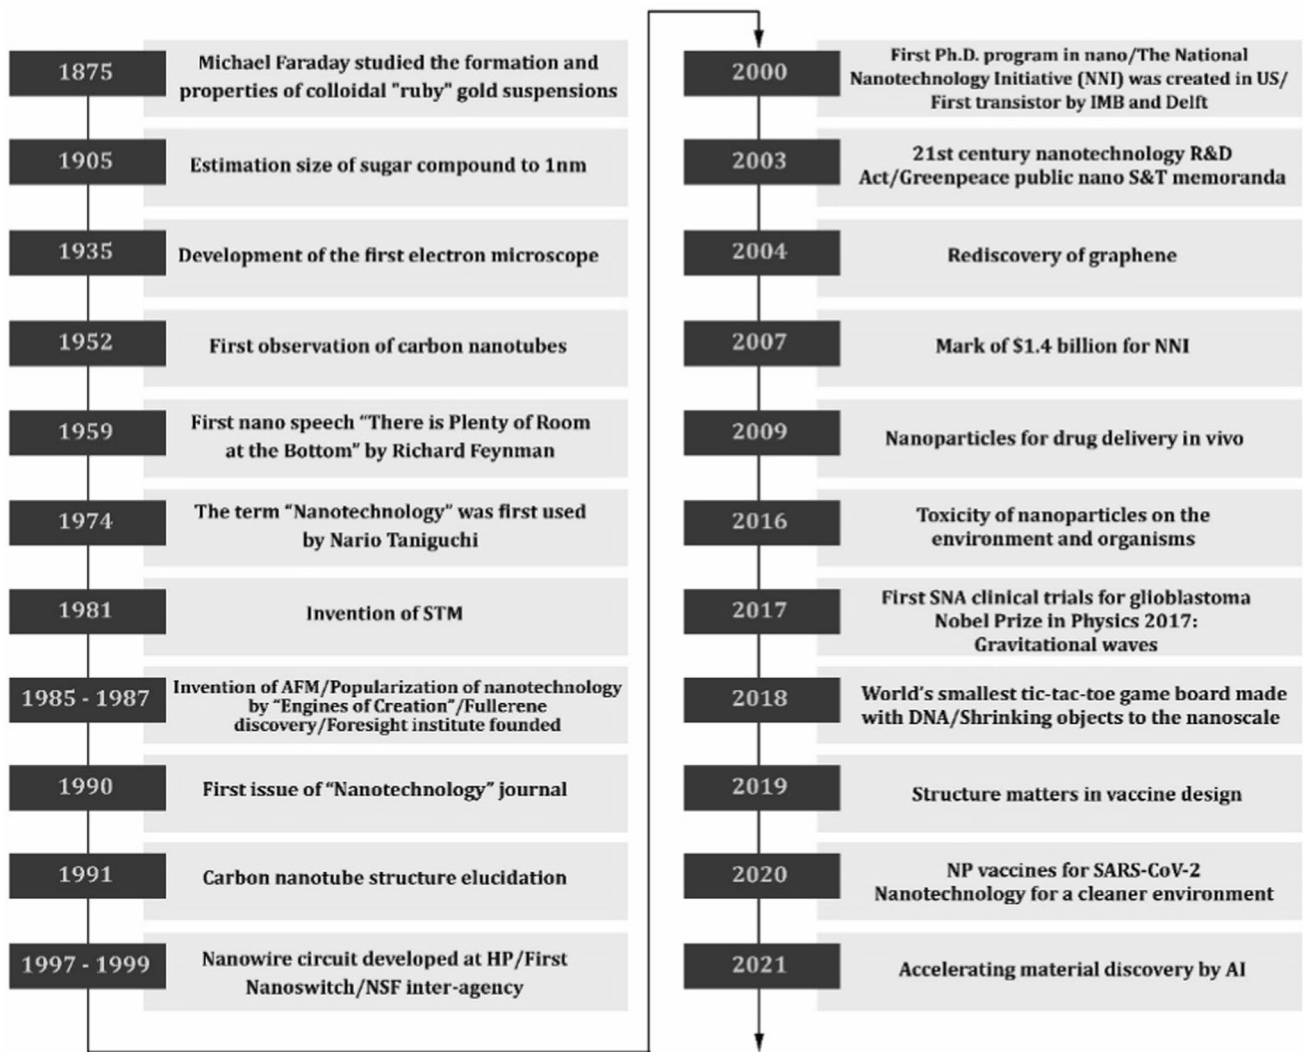 1875
Michael Faraday studied the formation and
properties of colloidal "ruby" gold suspensions
1905
Estimation size of sugar compound to 1nm
1935
Development of the first electron microscope
1952
First observation of carbon nanotubes
1959
First nano speech “There is Plenty of Room
at the Bottom” by Richard Feynman
1974
The term “Nanotechnology” was first used
by Nario Taniguchi
1981
Invention of STM
1985 - 1987
Invention of AFM/Popularization of nanotechnology
by “Engines of Creation”/Fullerene
discovery/Foresight institute founded
1990
First issue of “Nanotechnology” journal
1991
Carbon nanotube structure elucidation
1997 - 1999
Nanowire circuit developed at HP/First
Nanoswitch/NSF inter-agency
2000
First Ph.D. program in nano/The National
Nanotechnology Initiative (NNI) was created in US/
First transistor by IMB and Delft
2003
21st century nanotechnology R&D
Act/Greenpeace public nano S&T memoranda
2004
Rediscovery of graphene
2007
Mark of $1.4 billion for NNI
2009
Nanoparticles for drug delivery in vivo
2016
Toxicity of nanoparticles on the
environment and organisms
2017
First SNA clinical trials for glioblastoma
Nobel Prize in Physics 2017:
Gravitational waves
2018
World’s smallest tic-tac-toe game board made
with DNA/Shrinking objects to the nanoscale
2019
Structure matters in vaccine design
2020
NP vaccines for SARS-CoV-2
Nanotechnology for a cleaner environment
2021
Accelerating material discovery by AI